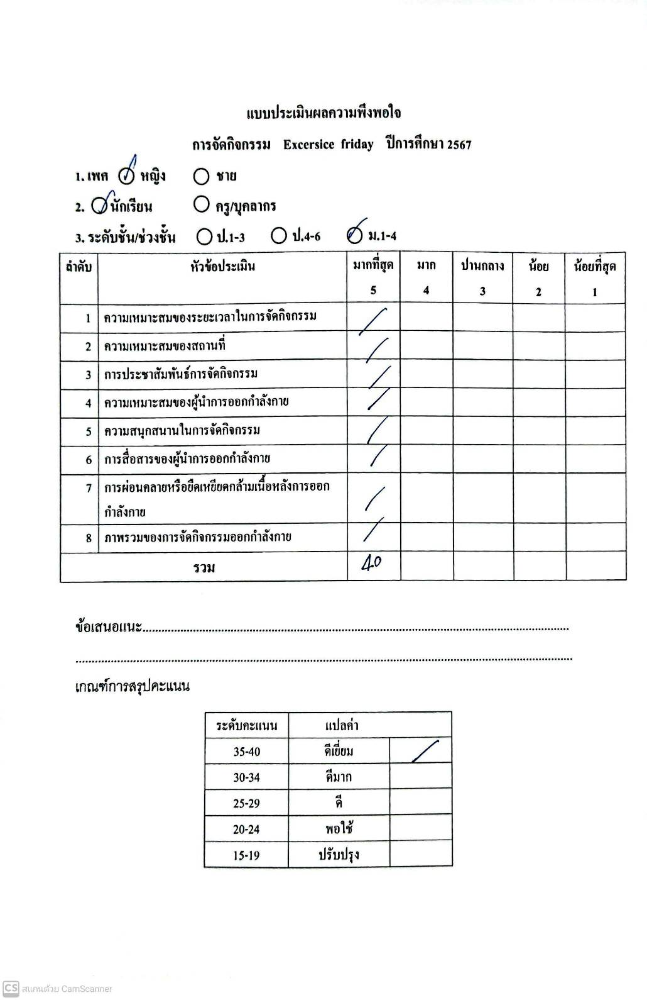 แบบประเมินผลความพึงพอใจ
การจัดกิจกรรม Excersice friday ปีการศึกษา 2567
1. เพศ หญิง ชาย
2. นักเรียน ครู/บุคลากร
3. ระดับชั้น/ช่วงชั้น ป.1-3 ป.4-6 ม.1-4
ลำดับ หัวข้อประเมิน มากที่สุด มาก ปานกลาง น้อย น้อยที่สุด
5 4 3 2 1
1 ความเหมาะสมของระยะเวลาในการจัดกิจกรรม /
2 ความเหมาะสมของสถานที่ /
3 การประชาสัมพันธ์การจัดกิจกรรม /
4 ความเหมาะสมของผู้นำการออกกำลังกาย /
5 ความสนุกสนานในการจัดกิจกรรม /
6 การสื่อสารของผู้นำการออกกำลังกาย /
7 การผ่อนคลายหรือยืดเหยียดกล้ามเนื้อหลังการออก /
กำลังกาย
8 ภาพรวมของการจัดกิจกรรมออกกำลังกาย /
รวม 40
ข้อเสนอแนะ
เกณฑ์การสรุปคะแนน
ระดับคะแนน แปลค่า
35-40 ดีเยี่ยม /
30-34 ดีมาก
25-29 ดี
20-24 พอใช้
15-19 ปรับปรุง
CS สแกนด้วย CamScanner